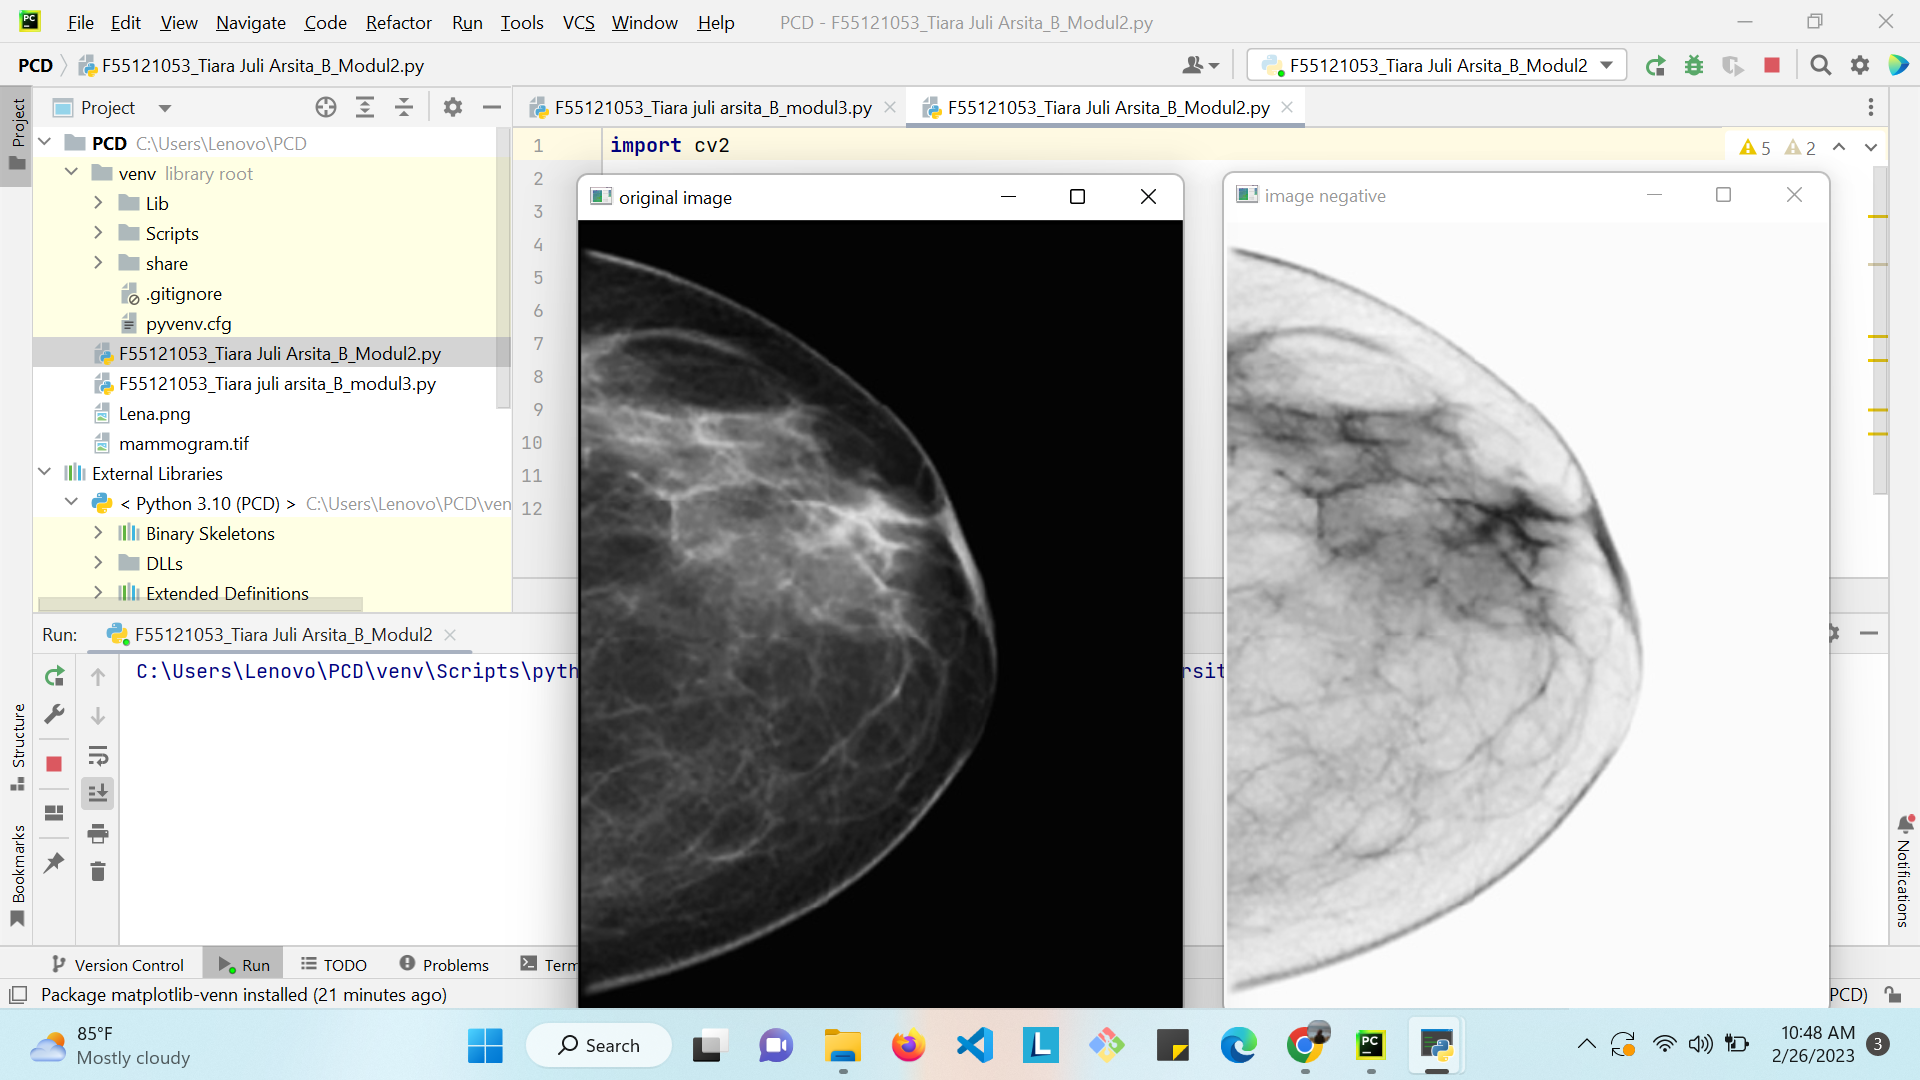 File Edit View Navigate Code Refactor Run Tools VCS Window Help PCD - F55121053_Tiara Juli Arsita_B_Modul2.py
PCD F55121053_Tiara Juli Arsita_B_Modul2.py F55121053_Tiara Juli Arsita_B_Modul2
Project Project F55121053_Tiara juli arsita_B_modul3.py F55121053_Tiara Juli Arsita_B_Modul2.py
PCD C:\Users\Lenovo\PCD 1 import cv2 5 2
venv library root 2
original image image negative
Lib 3
Scripts 4
share 5
.gitignore 6
pyvenv.cfg 7
F55121053_Tiara Juli Arsita_B_Modul2.py 8
F55121053_Tiara juli arsita_B_modul3.py 9
Lena.png 10
mammogram.tif 11
External Libraries 12
< Python 3.10 (PCD) > C:\Users\Lenovo\PCD\ven
Binary Skeletons
DLLs
Extended Definitions
Run: F55121053_Tiara Juli Arsita_B_Modul2
C:\Users\Lenovo\PCD\venv\Scripts\pyth rsit
Structure
Bookmarks
Notifications
Version Control Run TODO Problems Term
Package matplotlib-venn installed (21 minutes ago) PCD)
85°F
Mostly cloudy
Search
PC
L
PC
10:48 AM
2/26/2023
3